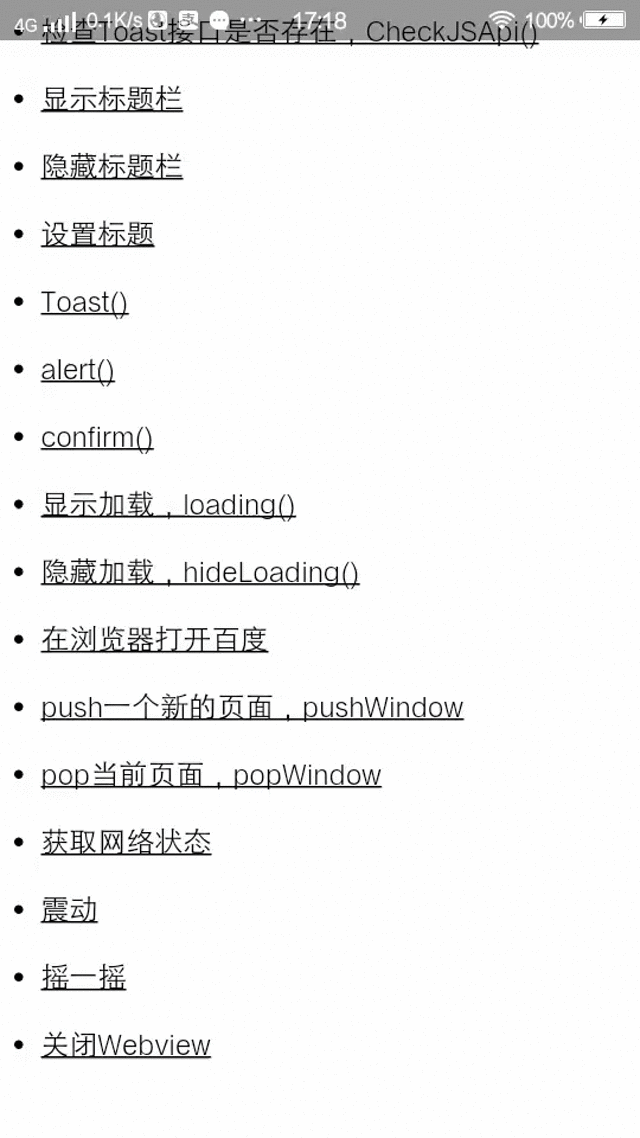 4G 0.1K/s 支 ... 17:18 100%
检查Toast接口是否存在，CheckJSApi()
显示标题栏
隐藏标题栏
设置标题
Toast()
alert()
confirm()
显示加载，loading()
隐藏加载，hideLoading()
在浏览器打开百度
push一个新的页面，pushWindow
pop当前页面，popWindow
获取网络状态
震动
摇一摇
关闭Webview